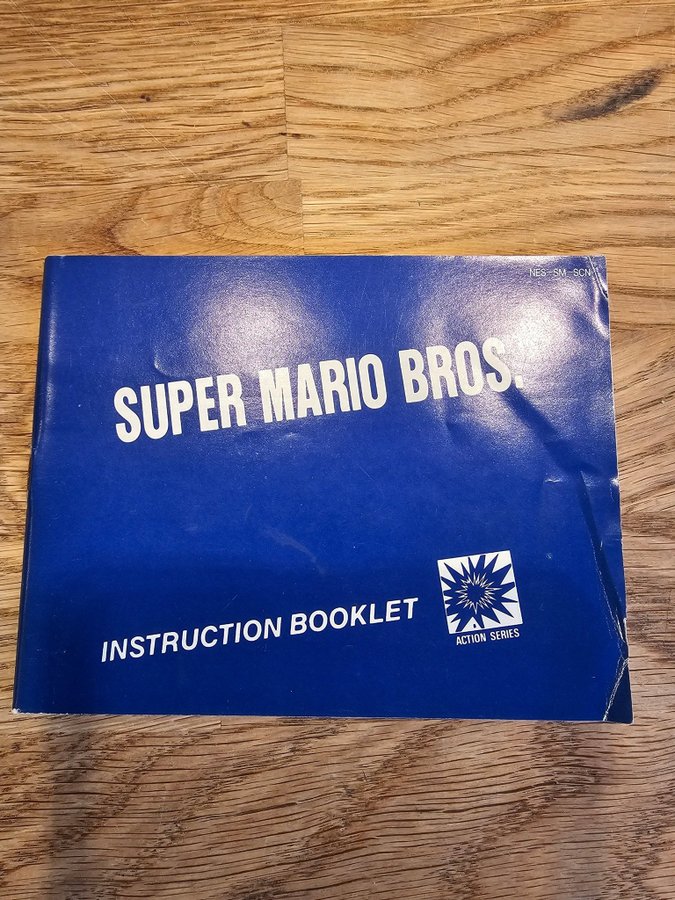 NES-SM-SCN
SUPER MARIO BROS.
INSTRUCTION BOOKLET
ACTION SERIES